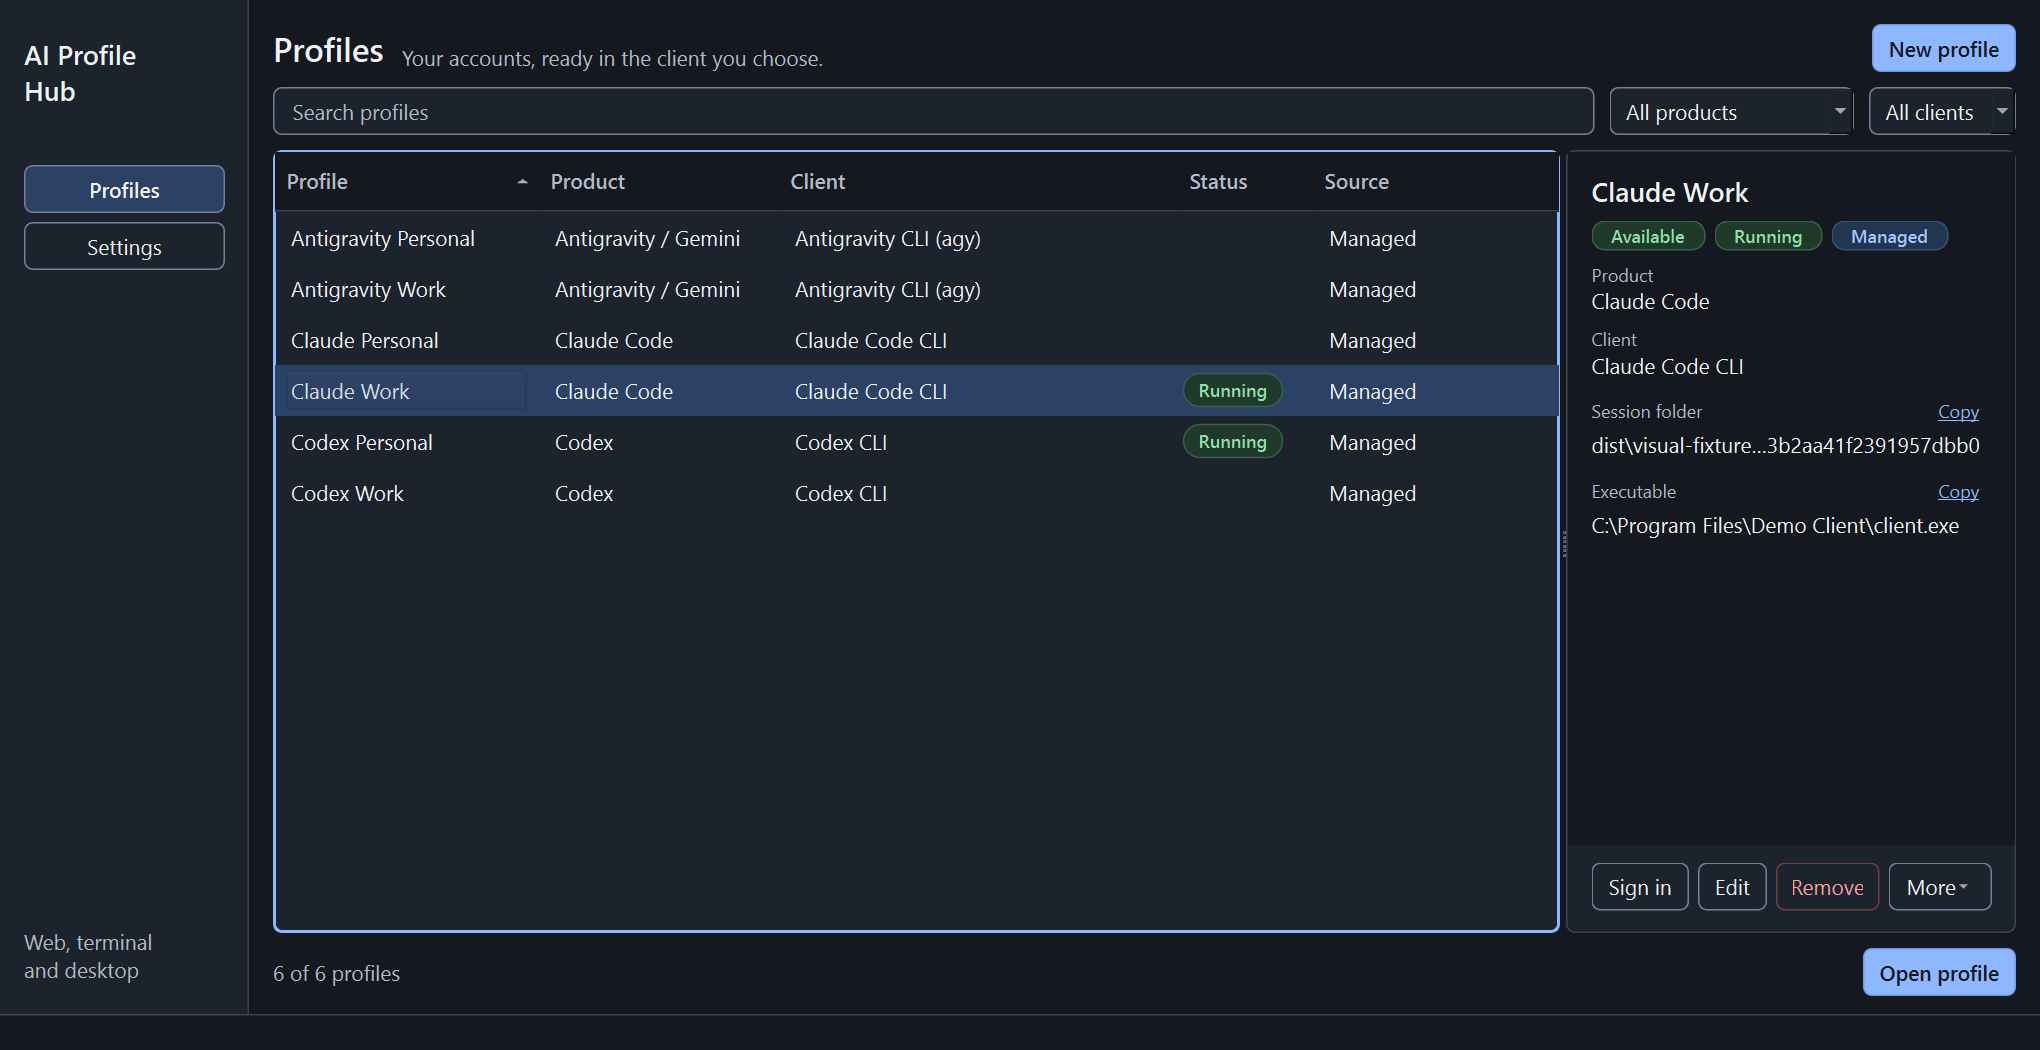 AI Profile
Hub
Profiles
Settings
Web, terminal
and desktop
Profiles Your accounts, ready in the client you choose.
New profile
Search profiles
All products
All clients
Profile Product Client Status Source
Antigravity Personal Antigravity / Gemini Antigravity CLI (agy) Managed
Antigravity Work Antigravity / Gemini Antigravity CLI (agy) Managed
Claude Personal Claude Code Claude Code CLI Managed
Claude Work Claude Code Claude Code CLI Running Managed
Codex Personal Codex Codex CLI Running Managed
Codex Work Codex Codex CLI Managed
6 of 6 profiles
Claude Work
Available Running Managed
Product
Claude Code
Client
Claude Code CLI
Session folder Copy
dist\visual-fixture...3b2aa41f2391957dbb0
Executable Copy
C:\Program Files\Demo Client\client.exe
Sign in Edit Remove More
Open profile